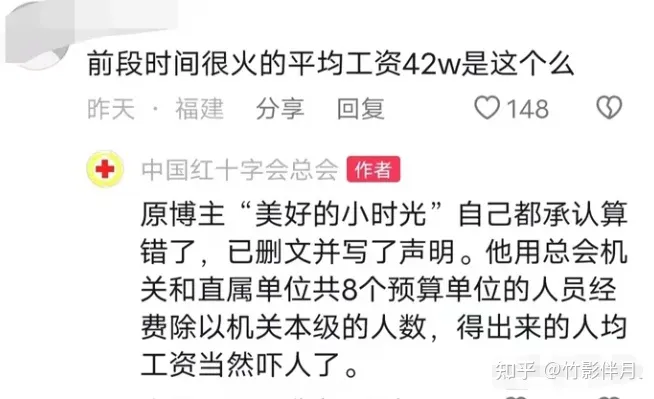 前段时间很火的平均工资42w是这个么
昨天 · 福建 分享 回复 148
中国红十字会总会 作者
原博主“美好的小时光”自己都承认算
错了，已删文并写了声明。他用总会机
关和直属单位共8个预算单位的人员经
费除以机关本级的人数，得出来的人均
工资当然吓人了。
知乎 @竹影伴月